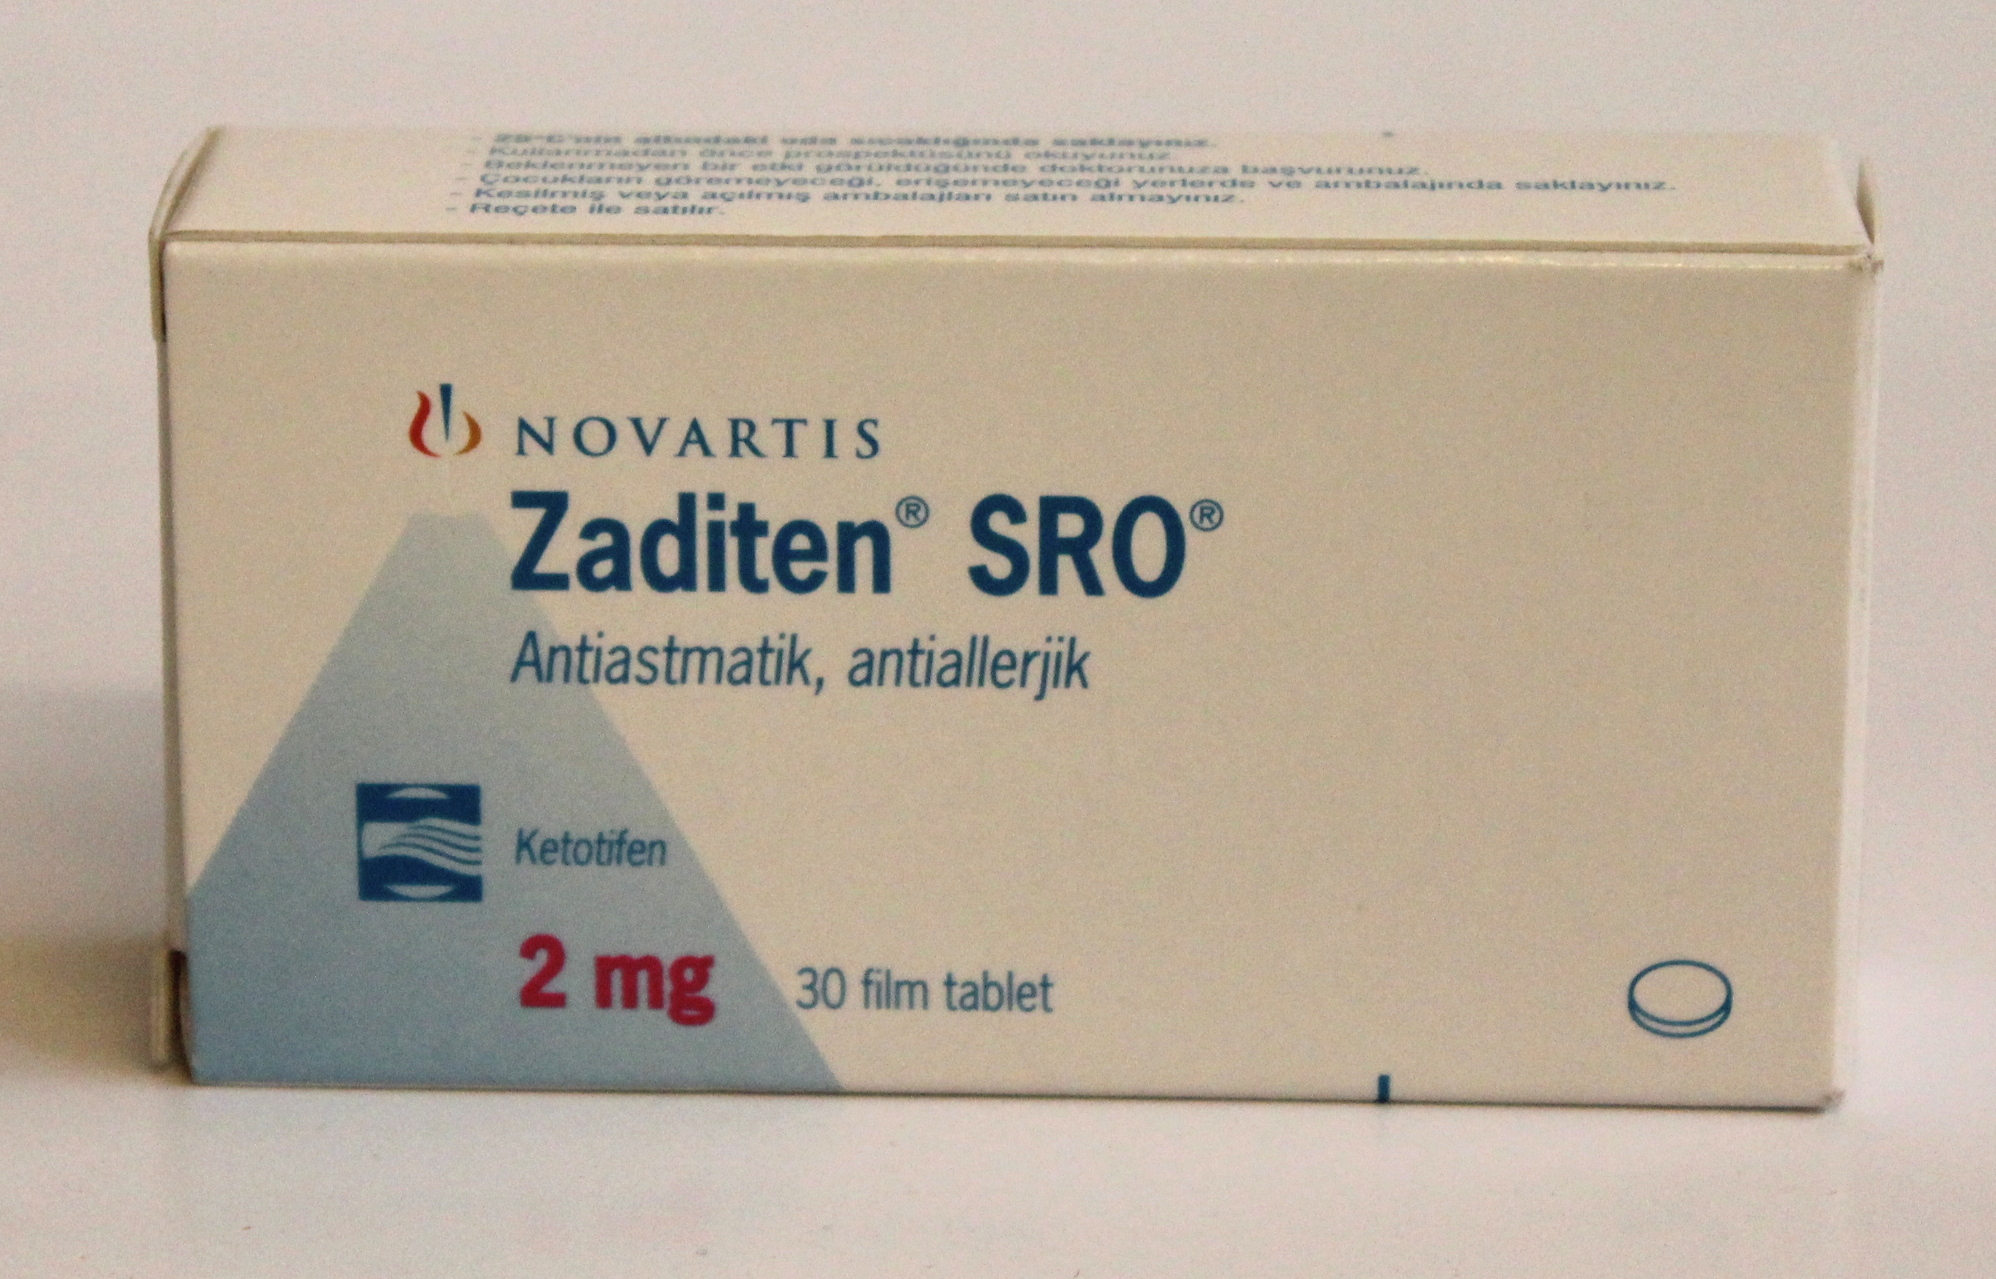 - 25°C'nin altındaki oda sıcaklığında saklayınız.
- Kullanmadan önce prospektüsünü okuyunuz.
- Beklenmeyen bir etki görüldüğünde doktorunuza başvurunuz.
- Çocukların göremeyeceği, erişemeyeceği yerlerde ve ambalajında saklayınız.
- Kesilmiş veya açılmış ambalajları satın almayınız.
- Reçete ile satılır.
NOVARTIS
Zaditen® SRO®
Antiastmatik, antiallerjik
Ketotifen
2 mg 30 film tablet